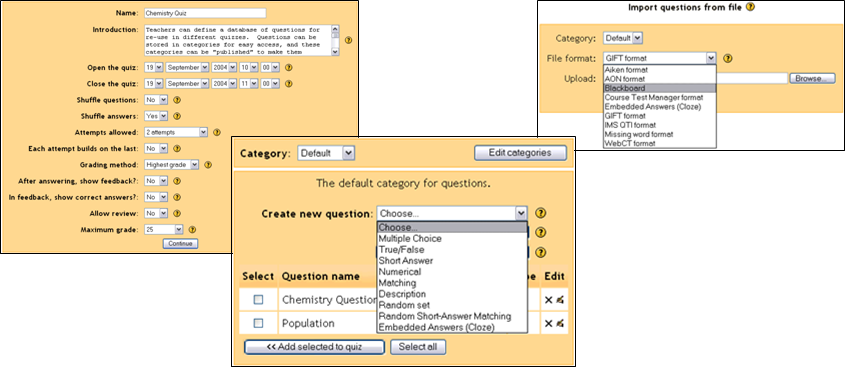 Name: Chemistry Quiz
Introduction: Teachers can define a database of questions for
re-use in different quizzes. Questions can be
stored in categories for easy access, and these
categories can be "published" to make them
Open the quiz: 19 September 2004 10 00
Close the quiz: 19 September 2004 11 00
Shuffle questions: No
Shuffle answers: Yes
Attempts allowed: 2 attempts
Each attempt builds on the last: No
Grading method: Highest grade
After answering, show feedback?: No
In feedback, show correct answers?: No
Allow review: No
Maximum grade: 25
Continue
Category: Default Edit categories
The default category for questions.
Create new question: Choose...
Choose...
Multiple Choice
True/False
Short Answer
Numerical
Matching
Description
Random set
Random Short-Answer Matching
Embedded Answers (Cloze)
Select Question name pe Edit
Chemistry Question
Population
<< Add selected to quiz Select all
Import questions from file
Category: Default
File format: GIFT format
Aiken format
AON format
Blackboard
Course Test Manager format
Embedded Answers (Cloze)
GIFT format
IMS QTI format
Missing word format
WebCT format
Upload: Browse...